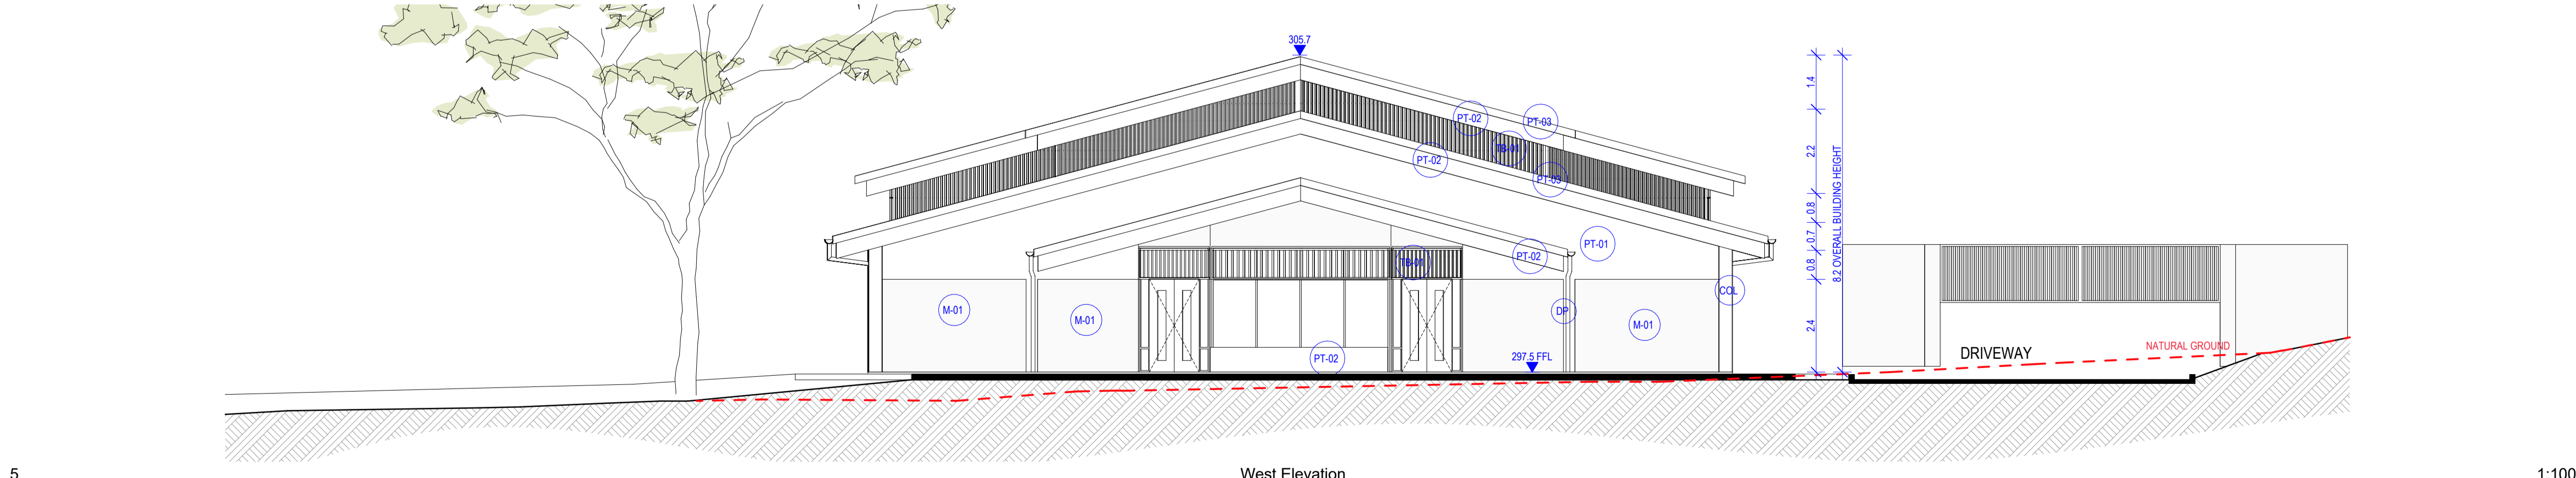 305.7
1.4
PT-02
PT-03
TB-01
2.2
PT-02
8.2 OVERALL BUILDING HEIGHT
PT-03
0.8
0.7
PT-01
PT-02
TB-01
0.8
COL
M-01
DP
M-01
M-01
2.4
NATURAL GROUND
DRIVEWAY
PT-02
297.5 FFL
5
West Elevation
1:100